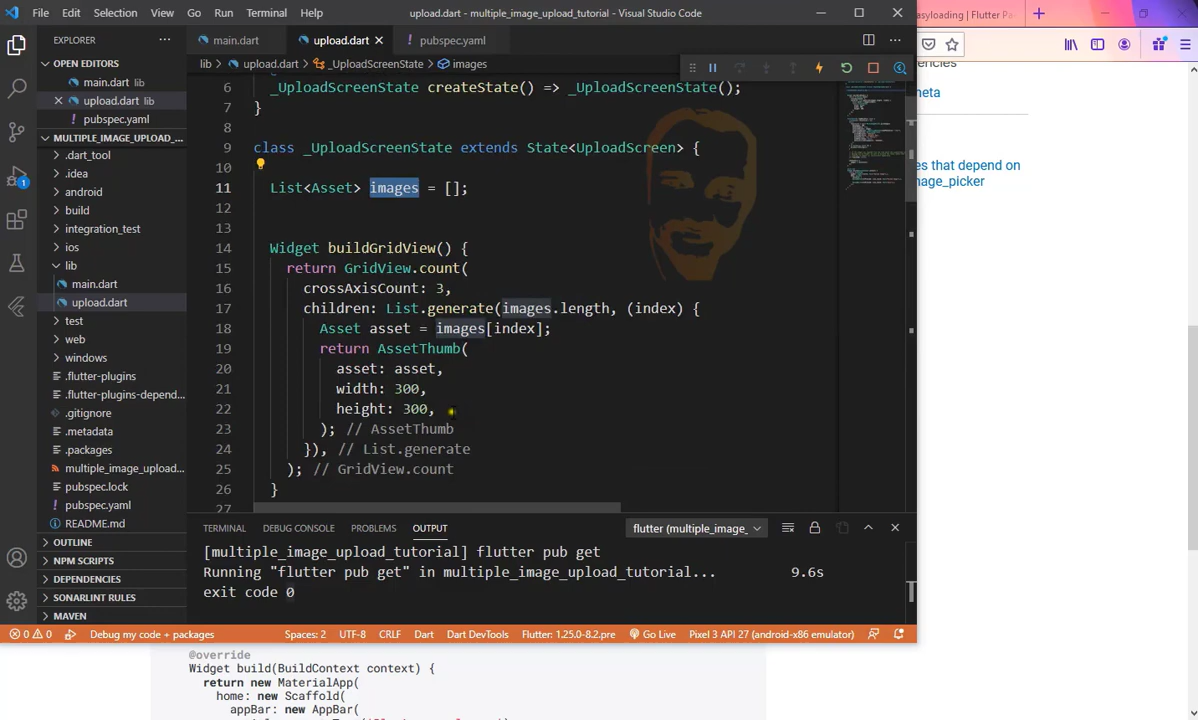 File Edit Selection View Go Run Terminal Help
upload.dart - multiple_image_upload_tutorial - Visual Studio Code
asyloading | Flutter Pa
EXPLORER
main.dart
upload.dart
pubspec.yaml
OPEN EDITORS
main.dart lib
upload.dart lib
pubspec.yaml
MULTIPLE_IMAGE_UPLOAD_...
.dart_tool
.idea
android
build
integration_test
ios
lib
main.dart
upload.dart
test
web
windows
.flutter-plugins
.flutter-plugins-depend...
.gitignore
.metadata
.packages
multiple_image_upload...
pubspec.lock
pubspec.yaml
README.md
OUTLINE
NPM SCRIPTS
DEPENDENCIES
SONARLINT RULES
MAVEN
1
lib > upload.dart > _UploadScreenState > images
6 _UploadScreenState createState() => _UploadScreenState();
7 }
8
9 class _UploadScreenState extends State<UploadScreen> {
10
11 List<Asset> images = [];
12
13
14 Widget buildGridView() {
15 return GridView.count(
16 crossAxisCount: 3,
17 children: List.generate(images.length, (index) {
18 Asset asset = images[index];
19 return AssetThumb(
20 asset: asset,
21 width: 300,
22 height: 300,
23 ); // AssetThumb
24 }), // List.generate
25 ); // GridView.count
26 }
27
TERMINAL DEBUG CONSOLE PROBLEMS OUTPUT
flutter (multiple_image_
[multiple_image_upload_tutorial] flutter pub get
Running "flutter pub get" in multiple_image_upload_tutorial... 9.6s
exit code 0
0 0 Debug my code + packages
Spaces: 2 UTF-8 CRLF Dart Dart DevTools Flutter: 1.25.0-8.2.pre Go Live Pixel 3 API 27 (android-x86 emulator)
encies
neta
es that depend on
nage_picker
@override
Widget build(BuildContext context) {
return new MaterialApp(
home: new Scaffold(
appBar: new AppBar(